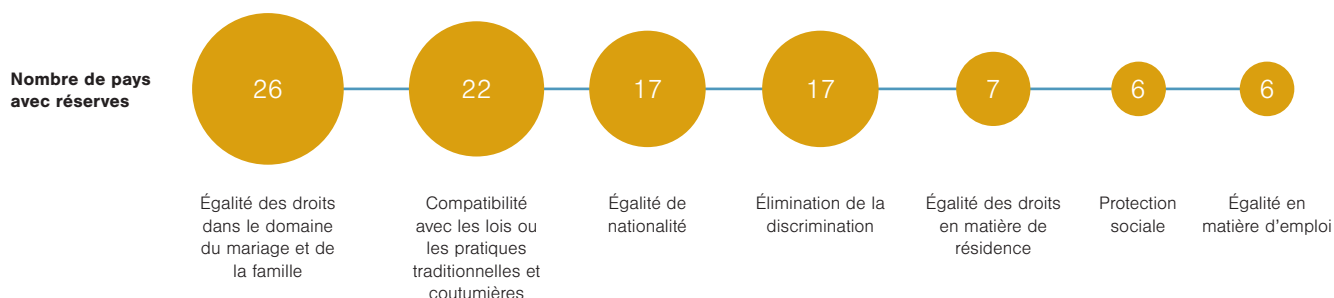 Nombre de pays
avec réserves
26
22
17
17
7
6
6
Égalité des droits
dans le domaine
du mariage et de
la famille
Compatibilité
avec les lois ou
les pratiques
traditionnelles et
coutumières
Égalité de
nationalité
Élimination de la
discrimination
Égalité des droits
en matière de
résidence
Protection
sociale
Égalité en
matière d'emploi